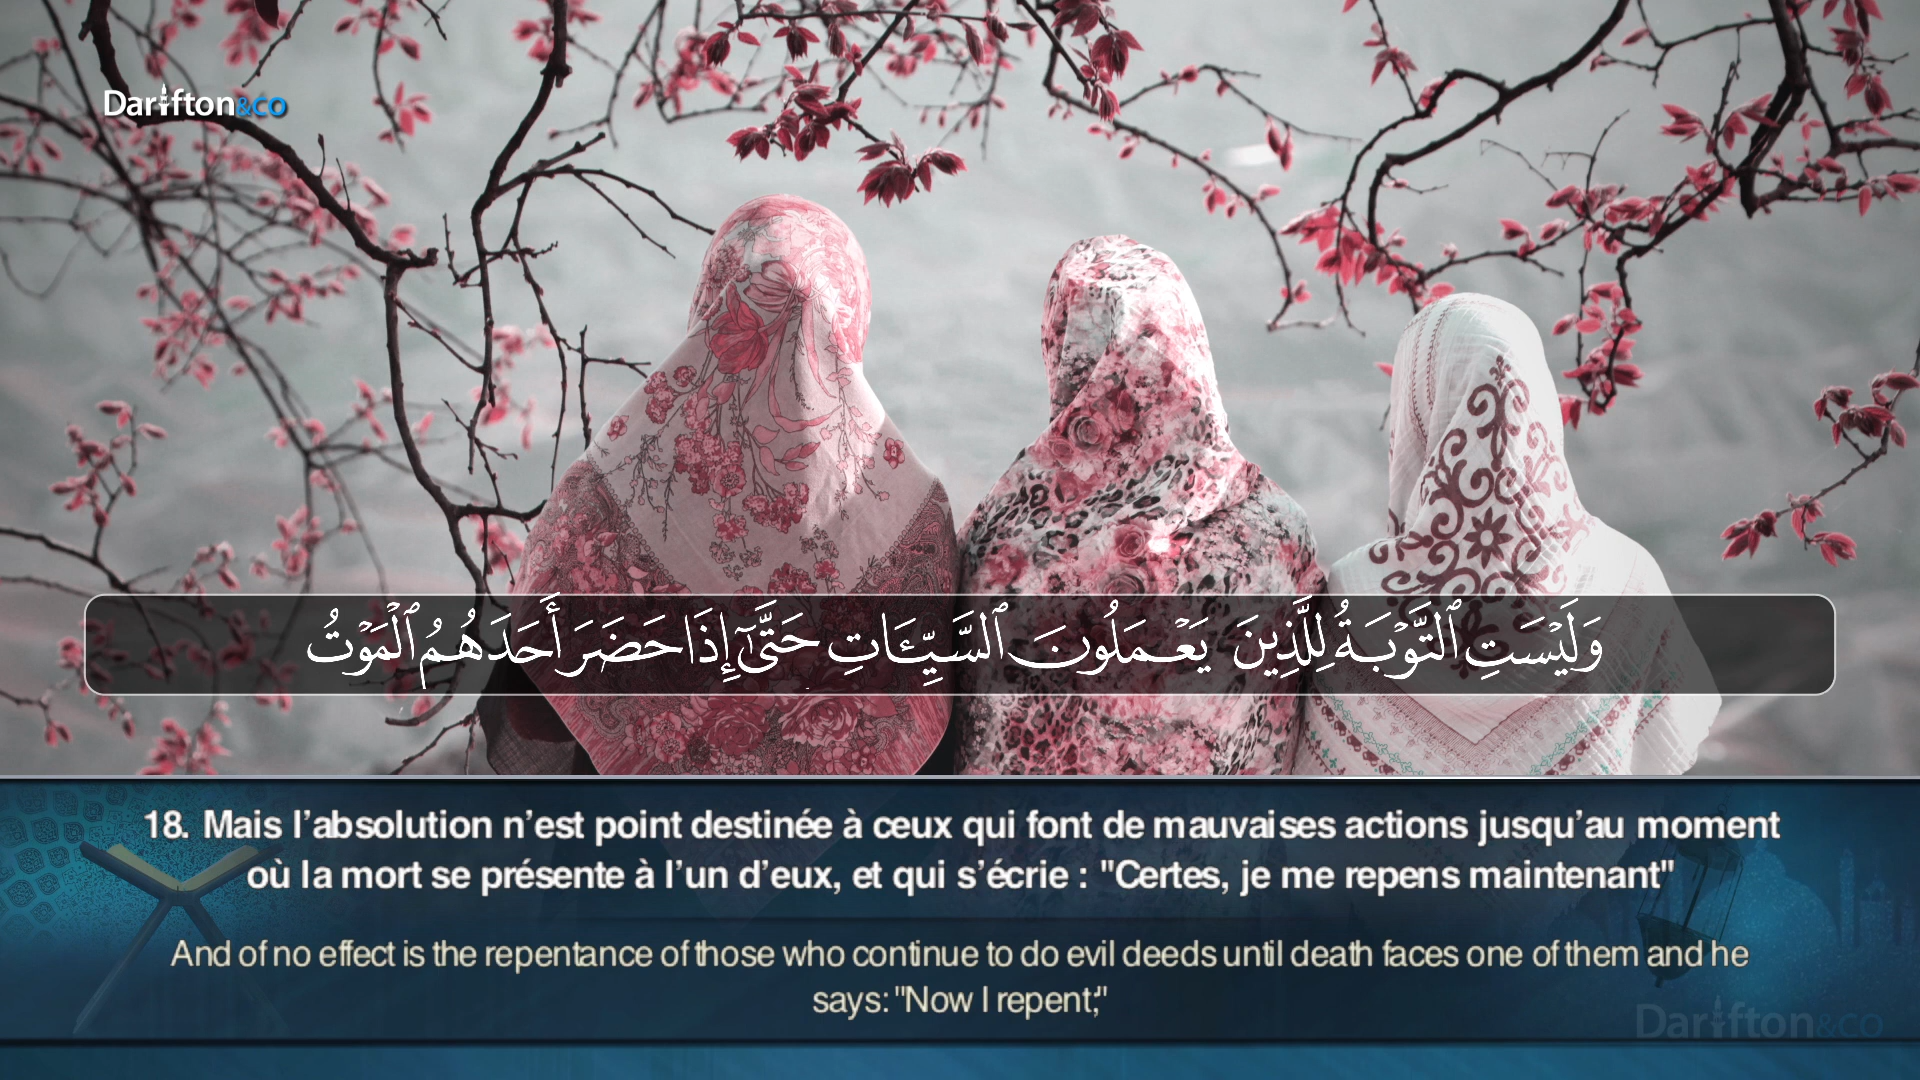 Darifton&co
وَلَيْسَتِ ٱلتَّوْبَةُ لِلَّذِينَ يَعْمَلُونَ ٱلسَّيِّـَٔاتِ حَتَّىٰٓ إِذَا حَضَرَ أَحَدَهُمُ ٱلْمَوْتُ
18. Mais l’absolution n’est point destinée à ceux qui font de mauvaises actions jusqu’au moment
où la mort se présente à l’un d’eux, et qui s’écrie : "Certes, je me repens maintenant"
And of no effect is the repentance of those who continue to do evil deeds until death faces one of them and he
says: "Now I repent;"
Darifton&co